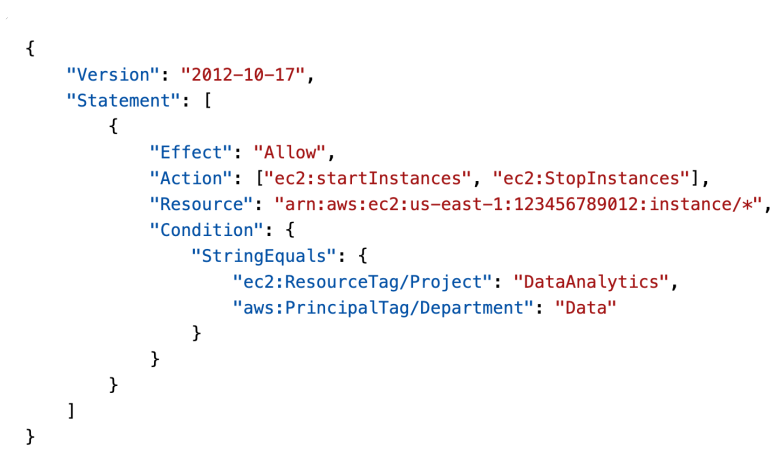 {
    "Version": "2012-10-17",
    "Statement": [
        {
            "Effect": "Allow",
            "Action": ["ec2:startInstances", "ec2:StopInstances"],
            "Resource": "arn:aws:ec2:us-east-1:123456789012:instance/*",
            "Condition": {
                "StringEquals": {
                    "ec2:ResourceTag/Project": "DataAnalytics",
                    "aws:PrincipalTag/Department": "Data"
                }
            }
        }
    ]
}